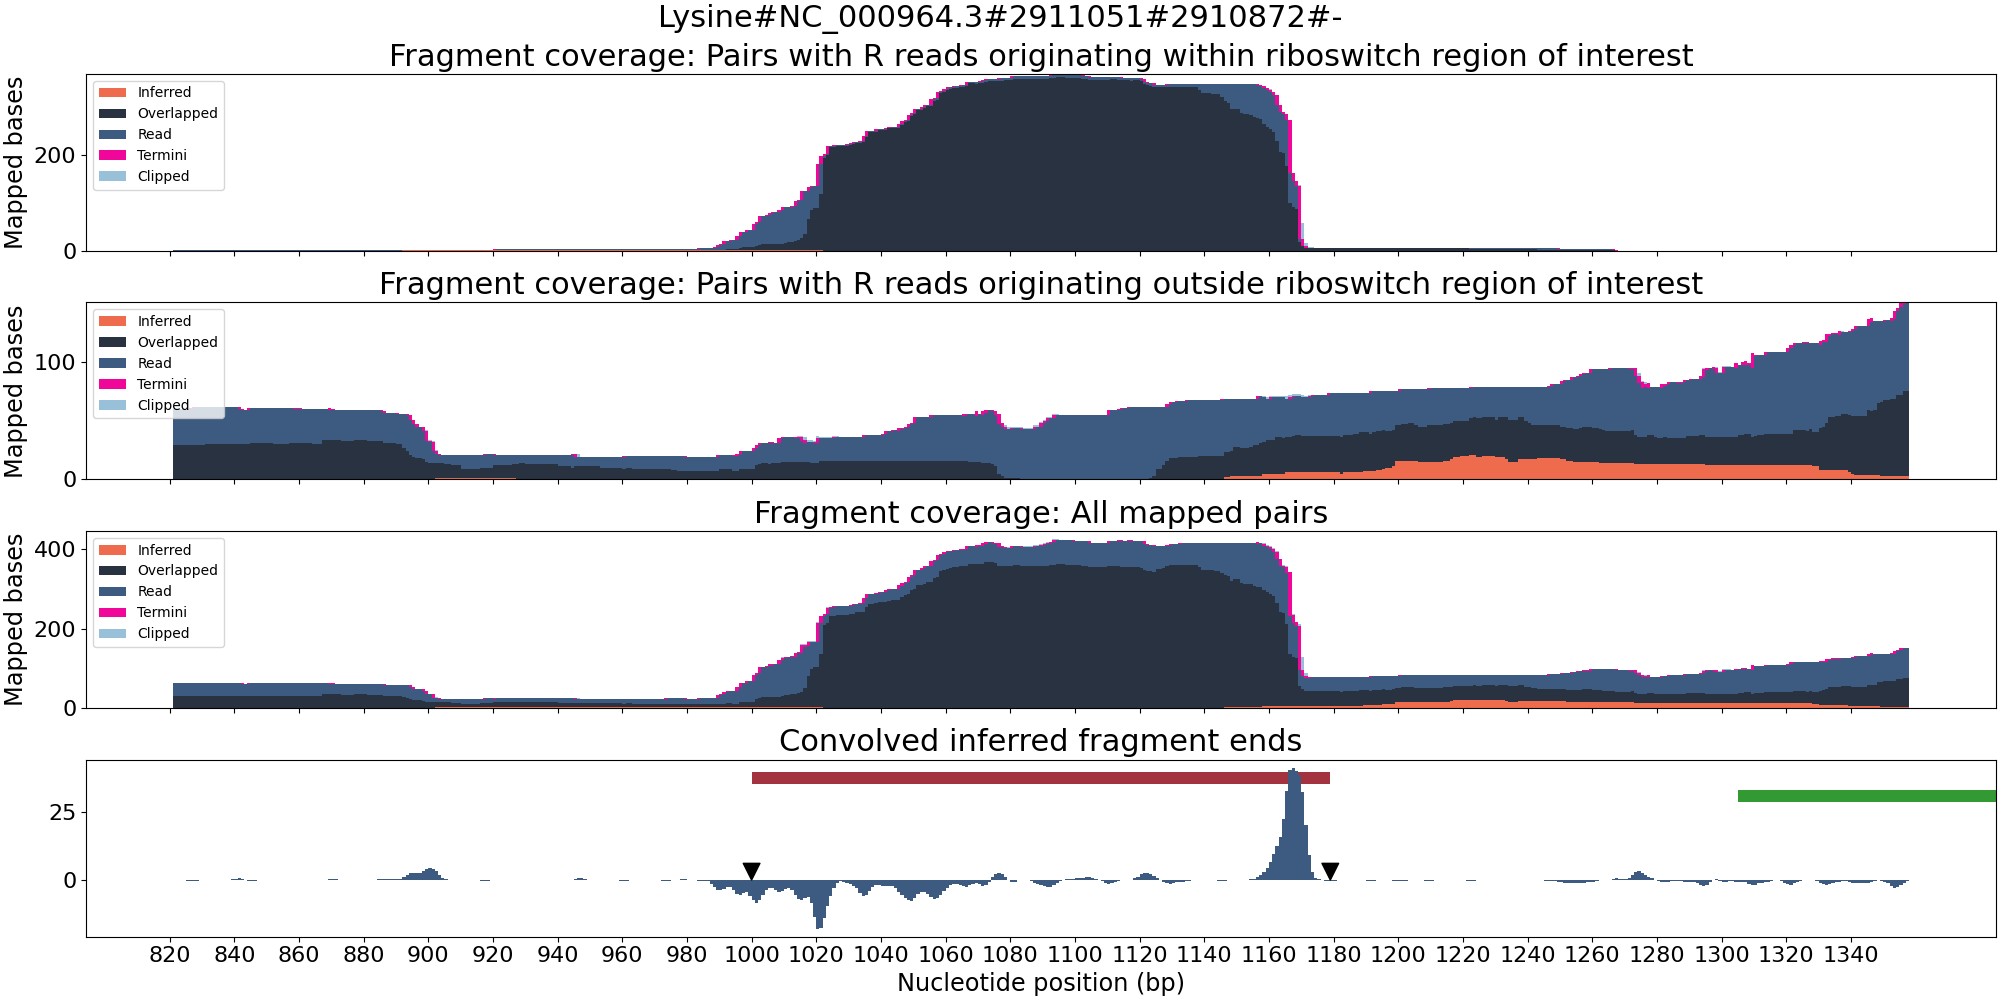 Lysine#NC_000964.3#2911051#2910872#-
Fragment coverage: Pairs with R reads originating within riboswitch region of interest
Mapped bases
200
0
Inferred
Overlapped
Read
Termini
Clipped
Fragment coverage: Pairs with R reads originating outside riboswitch region of interest
Mapped bases
100
0
Inferred
Overlapped
Read
Termini
Clipped
Fragment coverage: All mapped pairs
Mapped bases
400
200
0
Inferred
Overlapped
Read
Termini
Clipped
Convolved inferred fragment ends
25
0
820 840 860 880 900 920 940 960 980 1000 1020 1040 1060 1080 1100 1120 1140 1160 1180 1200 1220 1240 1260 1280 1300 1320 1340
Nucleotide position (bp)